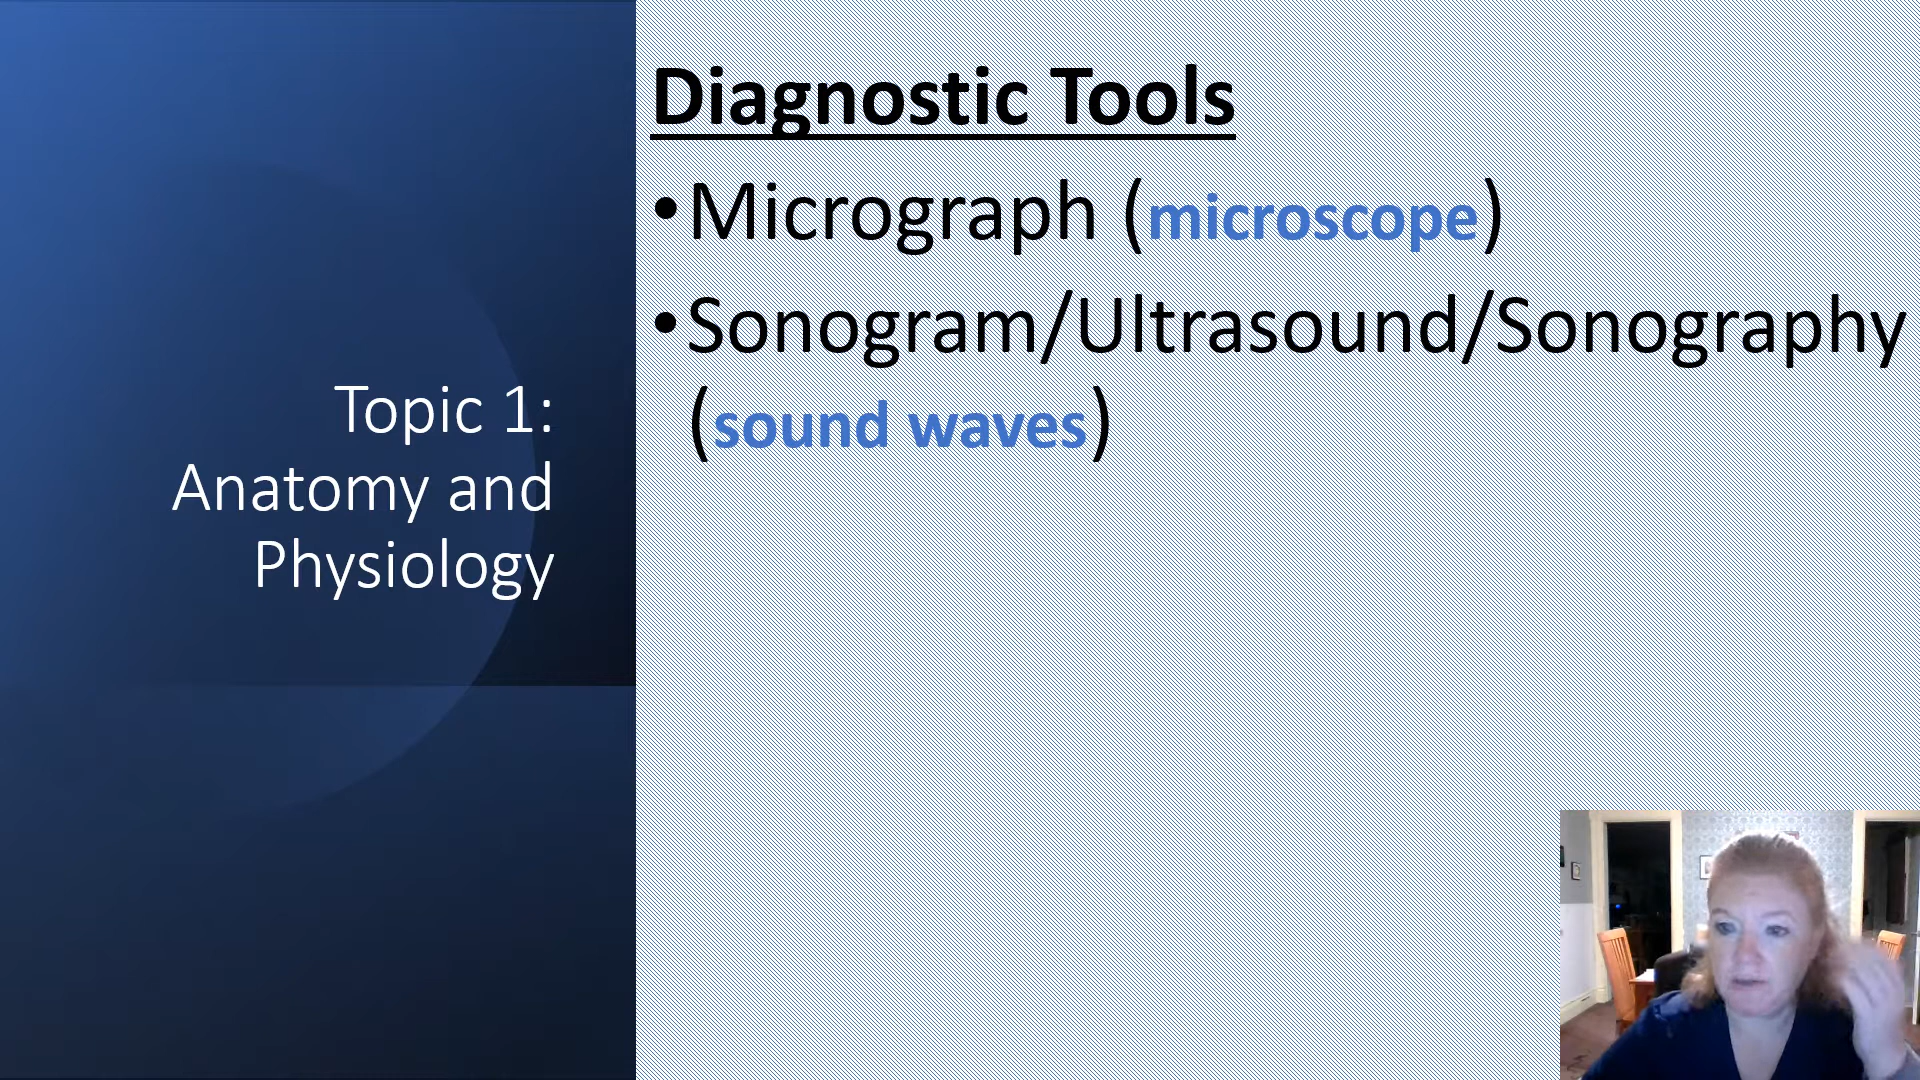 Topic 1:
Anatomy and
Physiology
Diagnostic Tools
•Micrograph (microscope)
•Sonogram/Ultrasound/Sonography
(sound waves)